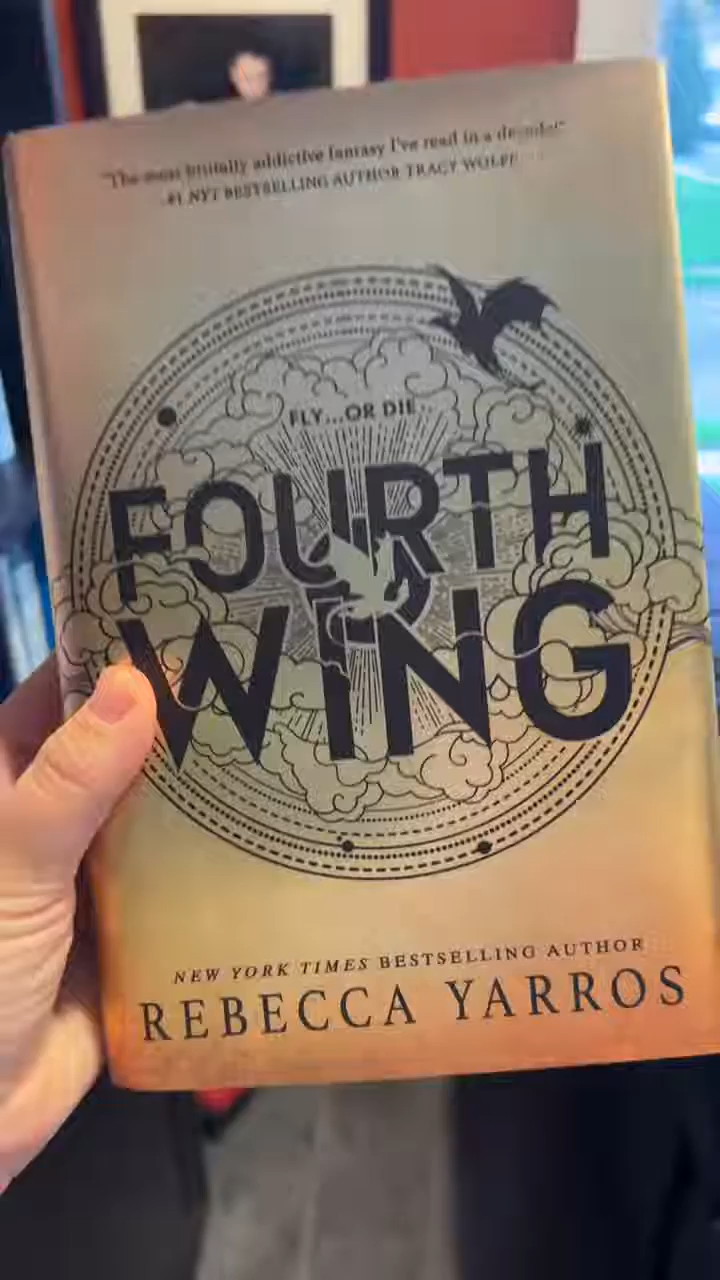 "The most brutally addictive fantasy I've read in a decade!"
#1 NYT BESTSELLING AUTHOR TRACY WOLFF
FLY...OR DIE
FOURTH
WING
NEW YORK TIMES BESTSELLING AUTHOR
REBECCA YARROS